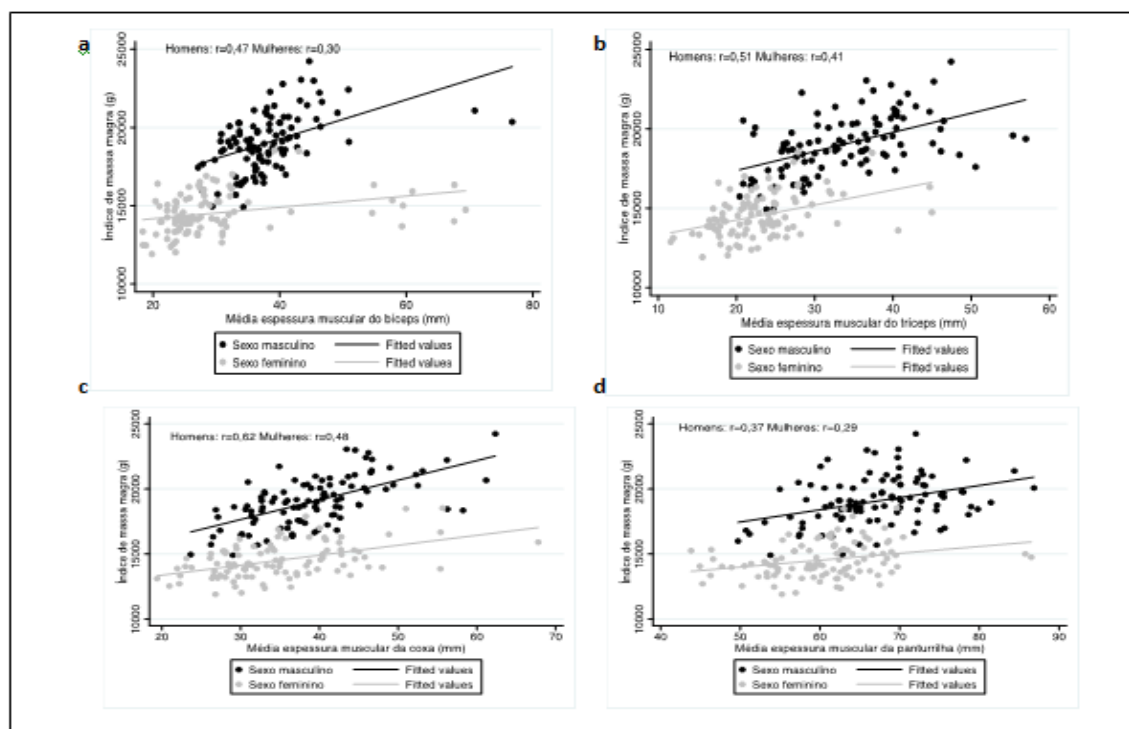 a
Homens: r=0,47 Mulheres: r=0,30
Índice de massa magra (g)
25000
20000
15000
10000
20 40 60 80
Média espessura muscular do bíceps (mm)
Sexo masculino Fitted values
Sexo feminino Fitted values
b
Homens: r=0,51 Mulheres: r=0,41
Índice de massa magra (g)
25000
20000
15000
10000
10 20 30 40 50 60
Média espessura muscular do tríceps (mm)
Sexo masculino Fitted values
Sexo feminino Fitted values
c
Homens: r=0,62 Mulheres: r=0,48
Índice de massa magra (g)
25000
20000
15000
10000
20 30 40 50 60 70
Média espessura muscular da coxa (mm)
Sexo masculino Fitted values
Sexo feminino Fitted values
d
Homens: r=0,37 Mulheres: r=0,29
Índice de massa magra (g)
25000
20000
15000
10000
40 50 60 70 80 90
Média espessura muscular da panturrilha (mm)
Sexo masculino Fitted values
Sexo feminino Fitted values